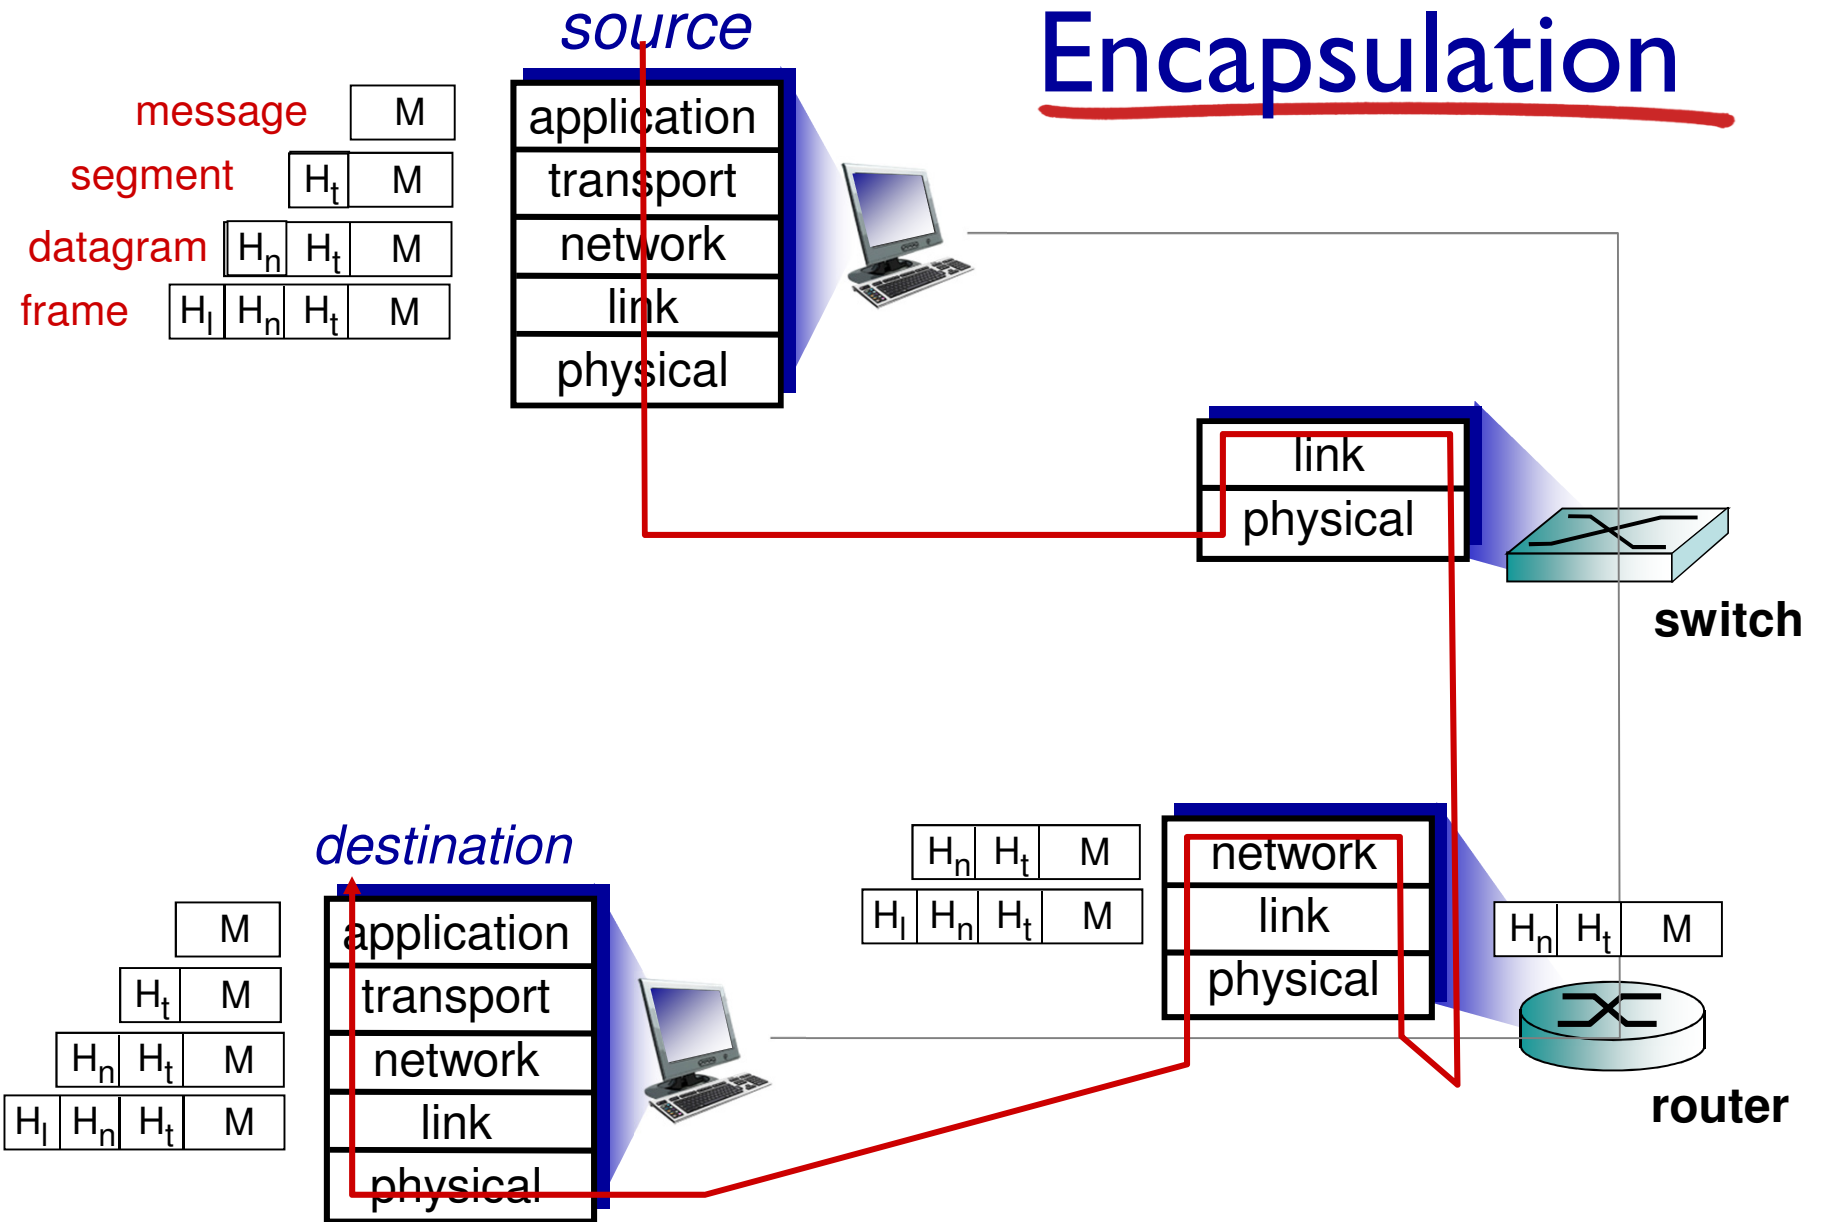 source
Encapsulation
message M
application
segment Ht M
transport
datagram Hn Ht M
network
frame Hl Hn Ht M
link
physical
link
physical
switch
destination
Hn Ht M
network
Hl Hn Ht M
link
Hn Ht M
physical
router
M
application
Ht M
transport
Hn Ht M
network
Hl Hn Ht M
link
physical